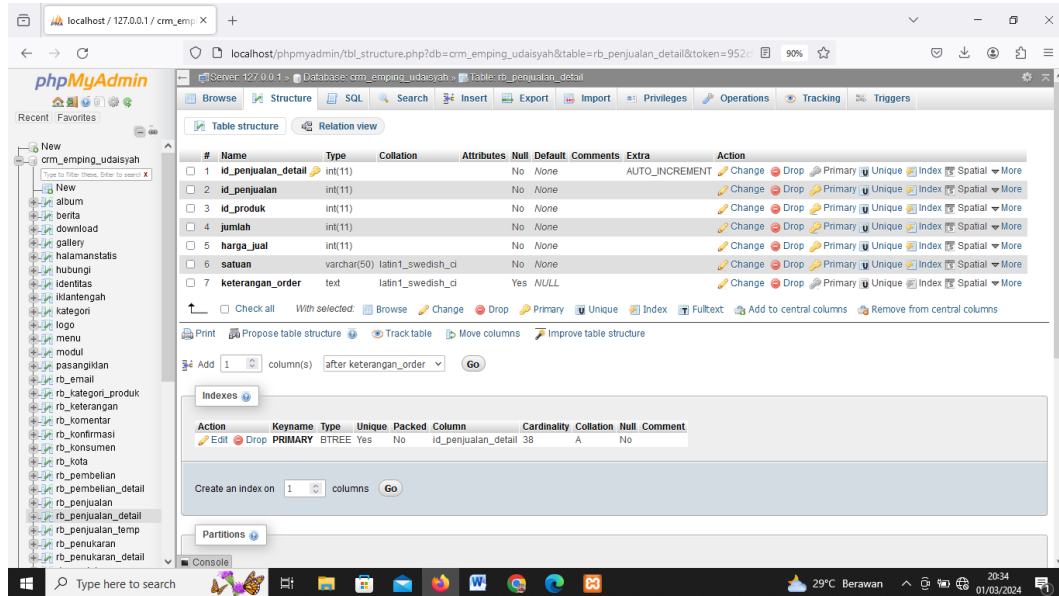 localhost / 127.0.0.1 / crm_emp
localhost/phpmyadmin/tbl_structure.php?db=crm_emping_udaisyah&table=rb_penjualan_detail&token=952c
90%
phpMyAdmin
Recent Favorites
New
crm_emping_udaisyah
Type to filter these, Enter to search X
New
album
berita
download
gallery
halamanstatis
hubungi
identitas
iklantengah
kategori
logo
menu
modul
pasangiklan
rb_email
rb_kategori_produk
rb_keterangan
rb_komentar
rb_konfirmasi
rb_konsumen
rb_kota
rb_pembelian
rb_pembelian_detail
rb_penjualan
rb_penjualan_detail
rb_penjualan_temp
rb_penukaran
rb_penukaran_detail
Server: 127.0.0.1 » Database: crm_emping_udaisyah » Table: rb_penjualan_detail
Browse Structure SQL Search Insert Export Import Privileges Operations Tracking Triggers
Table structure Relation view
# Name Type Collation Attributes Null Default Comments Extra Action
1 id_penjualan_detail int(11) No None AUTO_INCREMENT Change Drop Primary Unique Index Spatial More
2 id_penjualan int(11) No None Change Drop Primary Unique Index Spatial More
3 id_produk int(11) No None Change Drop Primary Unique Index Spatial More
4 jumlah int(11) No None Change Drop Primary Unique Index Spatial More
5 harga_jual int(11) No None Change Drop Primary Unique Index Spatial More
6 satuan varchar(50) latin1_swedish_ci No None Change Drop Primary Unique Index Spatial More
7 keterangan_order text latin1_swedish_ci Yes NULL Change Drop Primary Unique Index Spatial More
Check all With selected: Browse Change Drop Primary Unique Index Fulltext Add to central columns Remove from central columns
Print Propose table structure Track table Move columns Improve table structure
Add 1 column(s) after keterangan_order Go
Indexes
Action Keyname Type Unique Packed Column Cardinality Collation Null Comment
Edit Drop PRIMARY BTREE Yes No id_penjualan_detail 38 A No
Create an index on 1 columns Go
Partitions
Console
Type here to search
29°C Berawan
20:34
01/03/2024